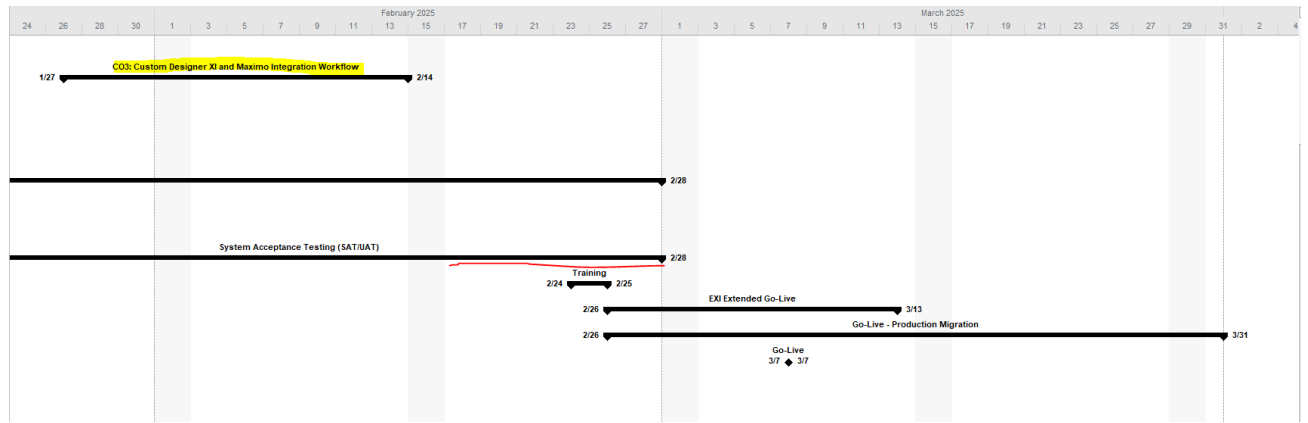 February 2025 March 2025
24 26 28 30 1 3 5 7 9 11 13 15 17 19 21 23 25 27 1 3 5 7 9 11 13 15 17 19 21 23 25 27 29 31 2 4
CO3: Custom Designer XI and Maximo Integration Workflow
1/27 2/14
2/28
System Acceptance Testing (SAT/UAT)
2/28
Training
2/24 2/25
EXI Extended Go-Live
2/26 3/13
Go-Live - Production Migration
2/26 3/31
Go-Live
3/7 3/7